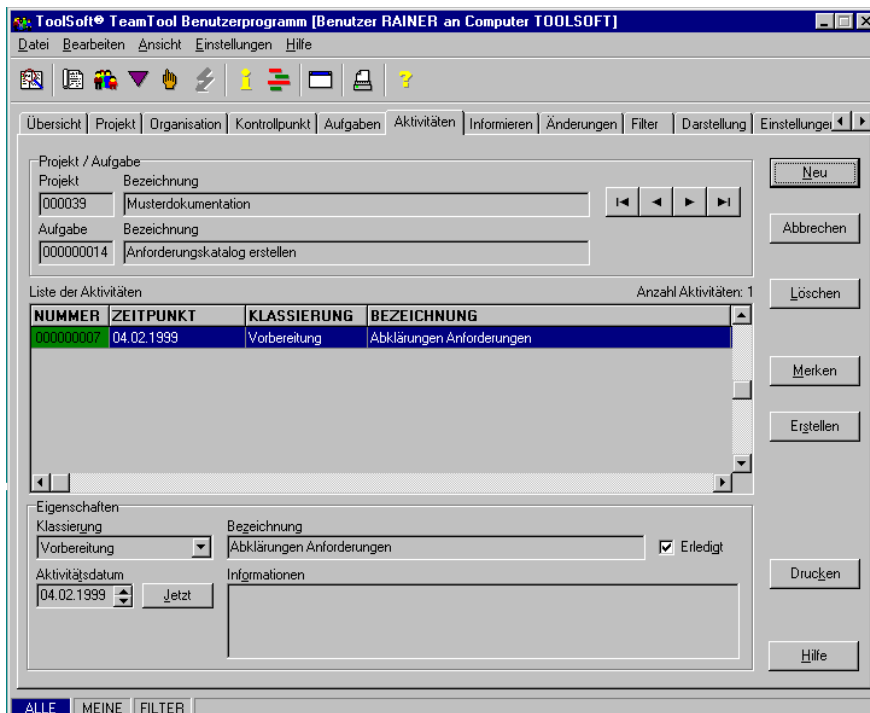 ToolSoft® TeamTool Benutzerprogramm [Benutzer RAINER an Computer TOOLSOFT]
Datei Bearbeiten Ansicht Einstellungen Hilfe
Übersicht Projekt Organisation Kontrollpunkt Aufgaben Aktivitäten Informieren Änderungen Filter Darstellung Einstellungen
Projekt / Aufgabe
Projekt Bezeichnung
000039 Musterdokumentation
Aufgabe Bezeichnung
000000014 Anforderungskatalog erstellen
Neu
Abbrechen
Liste der Aktivitäten Anzahl Aktivitäten: 1
Löschen
NUMMER ZEITPUNKT KLASSIERUNG BEZEICHNUNG
000000007 04.02.1999 Vorbereitung Abklärungen Anforderungen
Merken
Erstellen
Eigenschaften
Klassierung Bezeichnung
Vorbereitung Abklärungen Anforderungen Erledigt
Aktivitätsdatum Informationen
04.02.1999 Jetzt
Drucken
Hilfe
ALLE MEINE FILTER